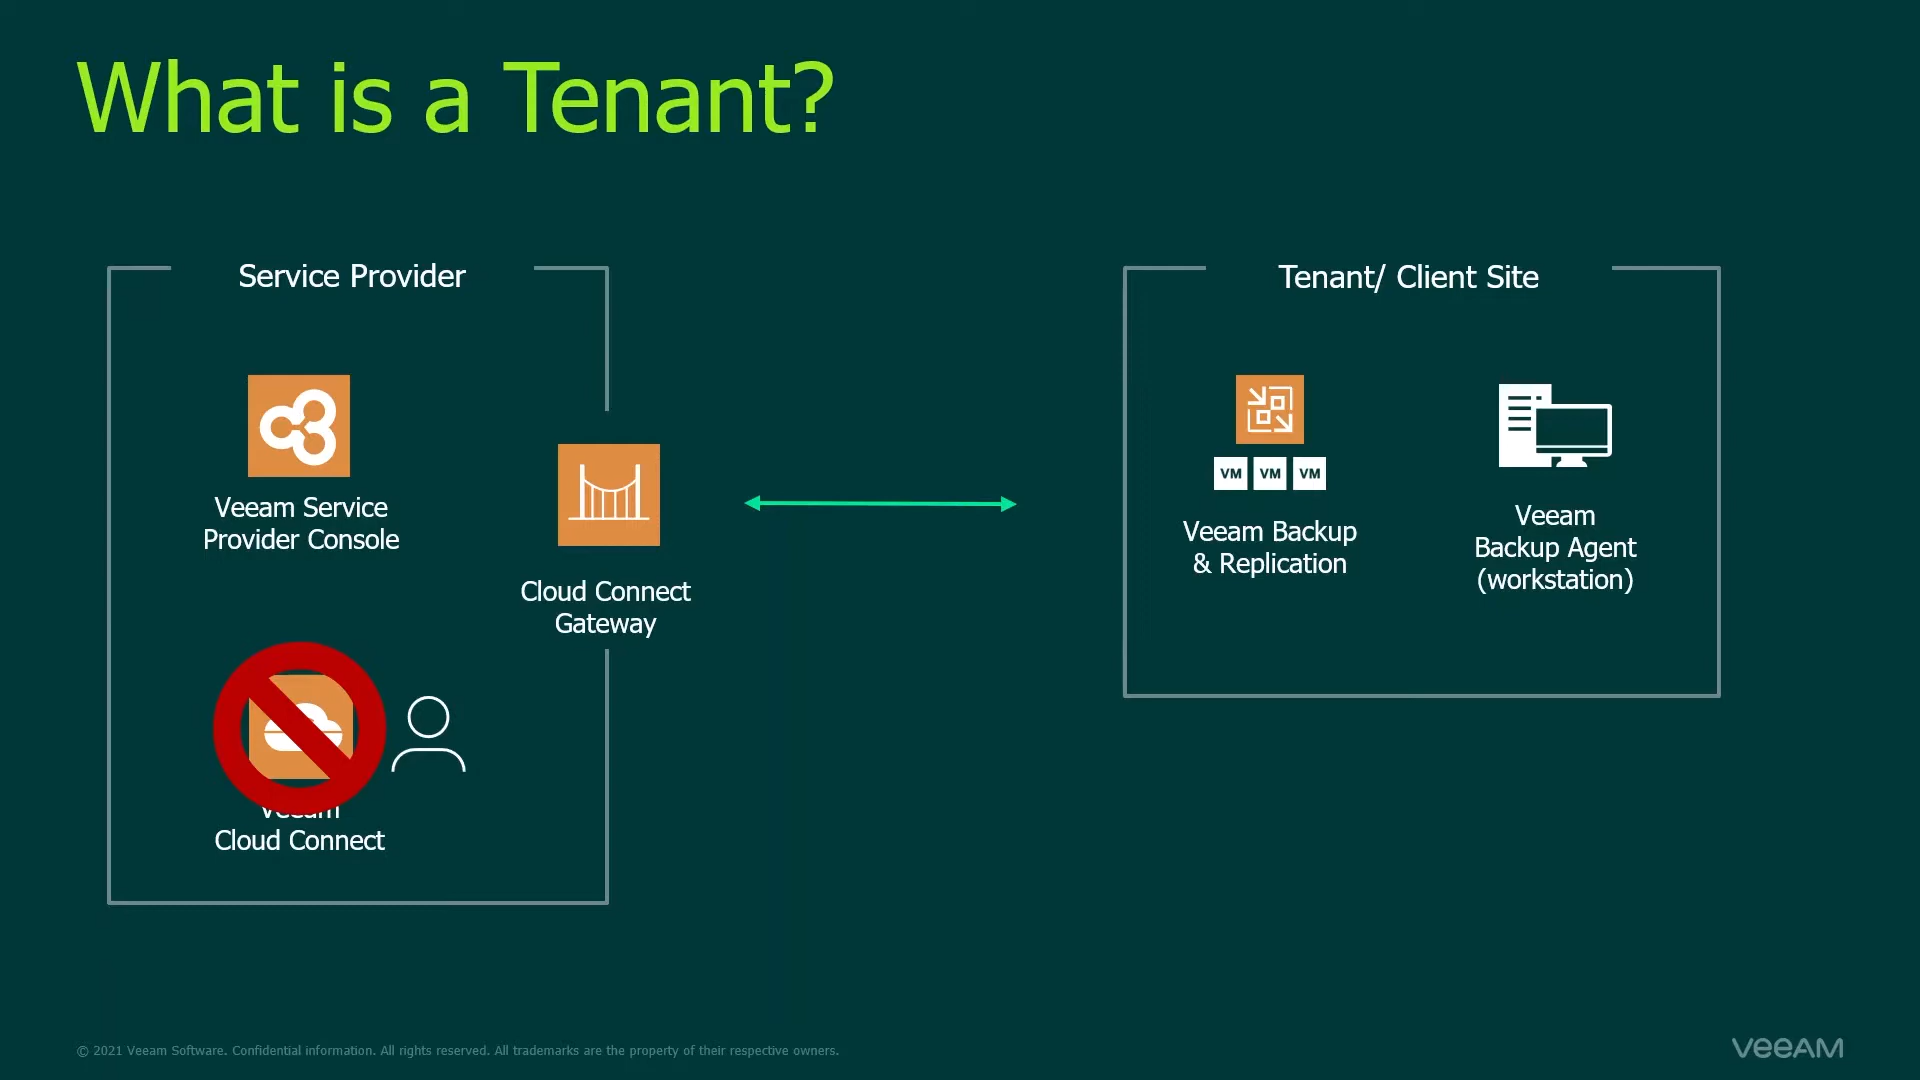 What is a Tenant?
Service Provider
Veeam Service
Provider Console
Cloud Connect
Gateway
Veeam
Cloud Connect
Tenant/ Client Site
VM VM VM
Veeam Backup
& Replication
Veeam
Backup Agent
(workstation)
© 2021 Veeam Software. Confidential information. All rights reserved. All trademarks are the property of their respective owners.
veeAM